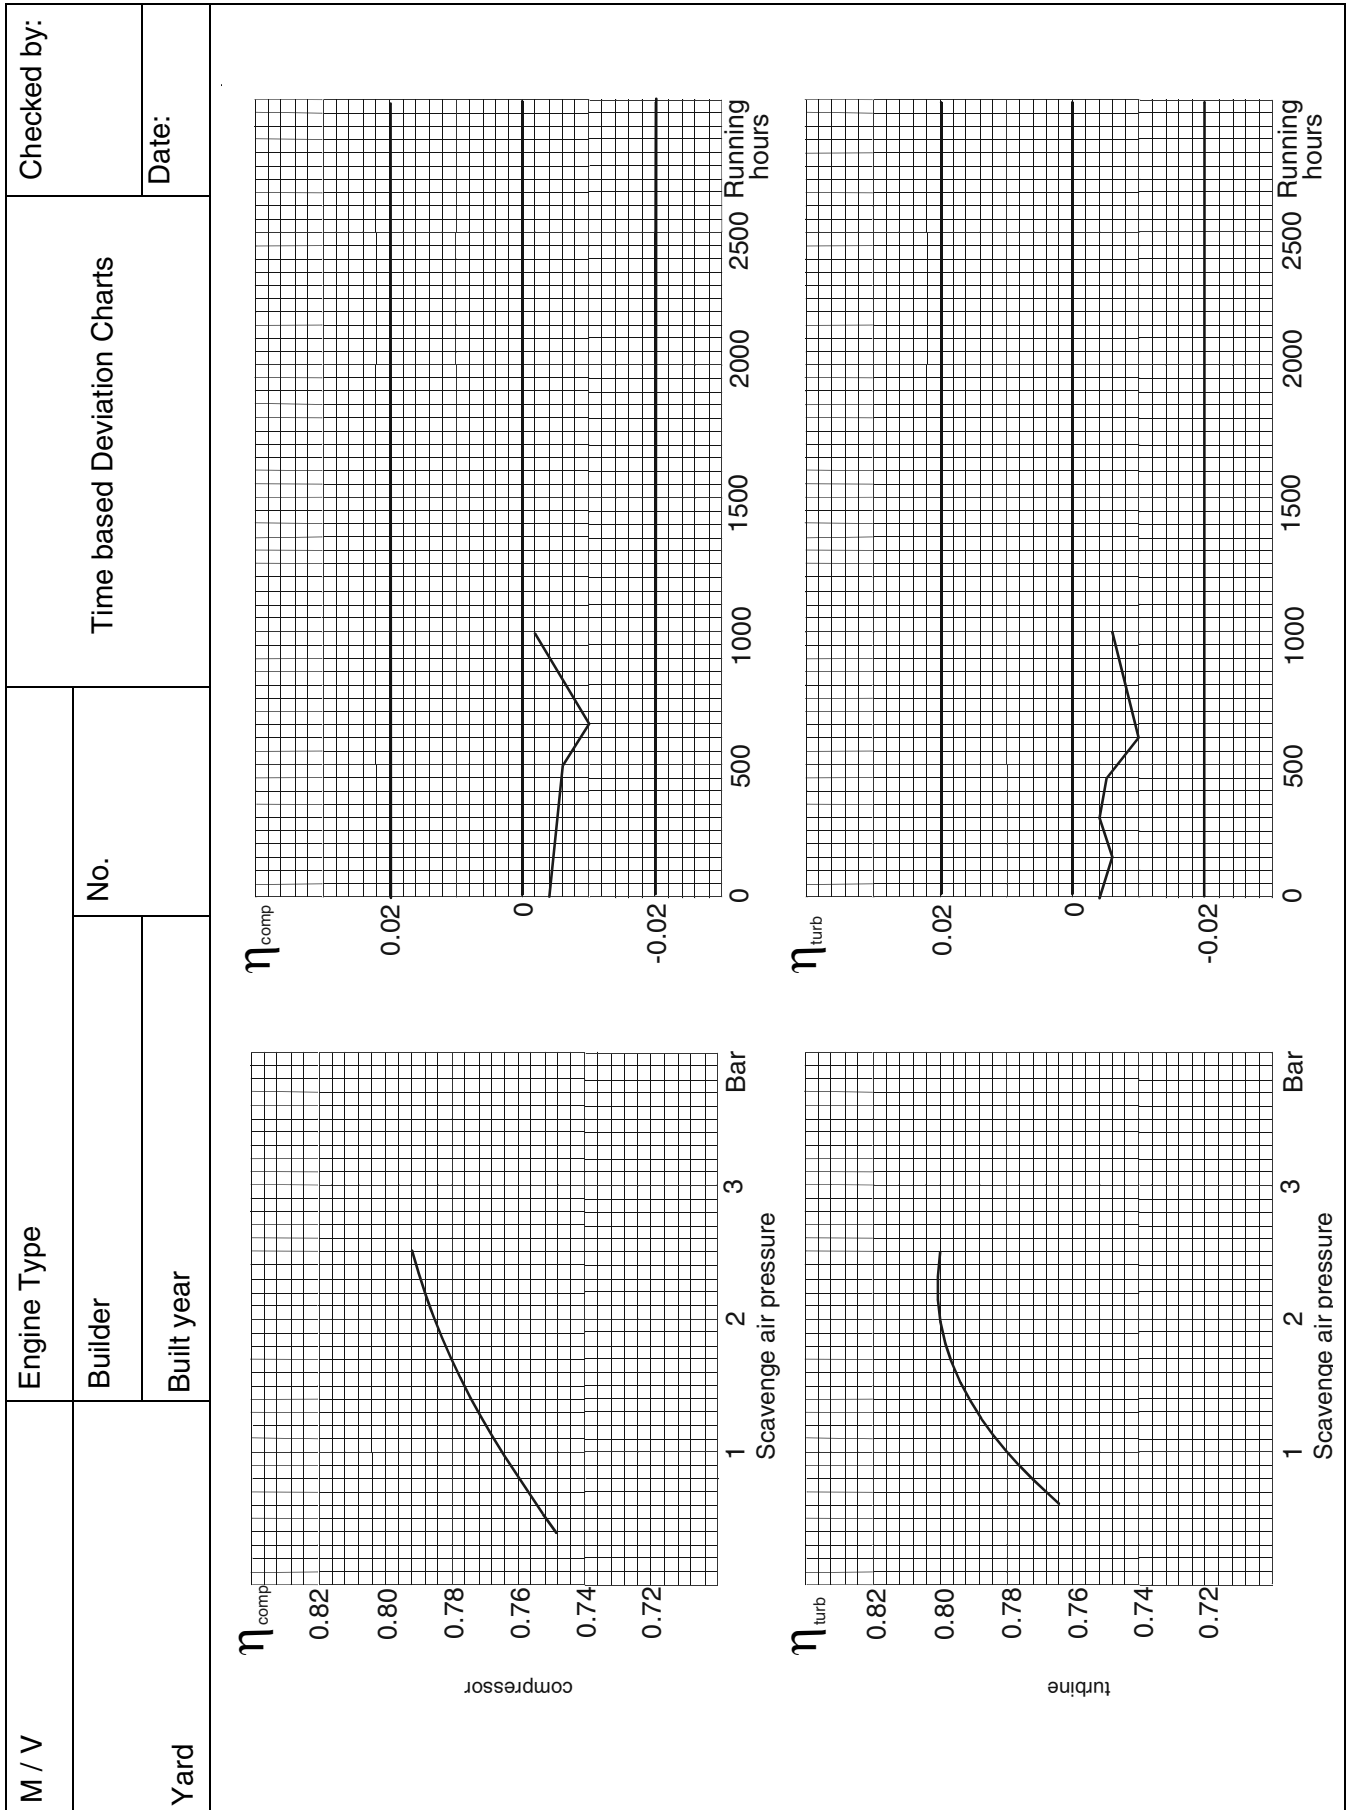 M / V
Engine Type
Time based Deviation Charts
Checked by:
Yard
Builder
No.
Built year
Date:
compressor
ηcomp
0.82
0.80
0.78
0.76
0.74
0.72
1
2
3
Bar
Scavenge air pressure
ηcomp
0.02
0
-0.02
0
500
1000
1500
2000
2500
Running
hours
turbine
ηturb
0.82
0.80
0.78
0.76
0.74
0.72
1
2
3
Bar
Scavenge air pressure
ηturb
0.02
0
-0.02
0
500
1000
1500
2000
2500
Running
hours